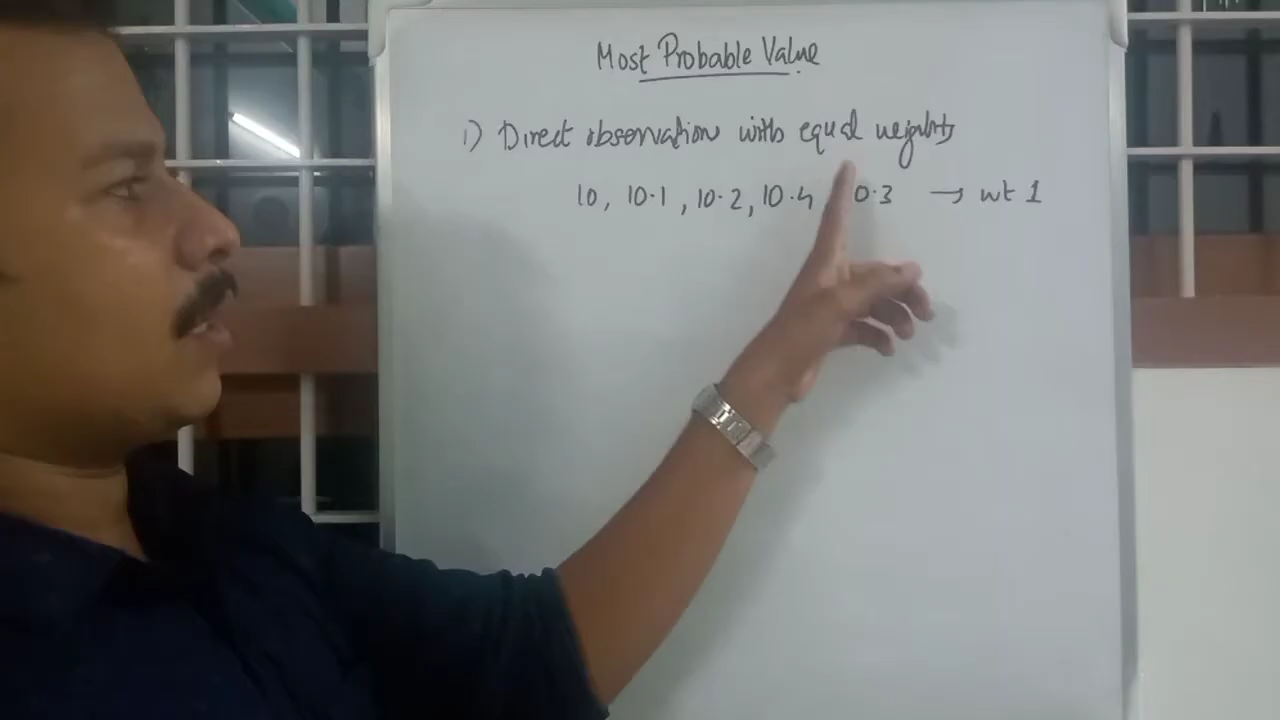 Most Probable Value
1) Direct observation with equal weights
10, 10.1, 10.2, 10.4 0.3 → wt 1